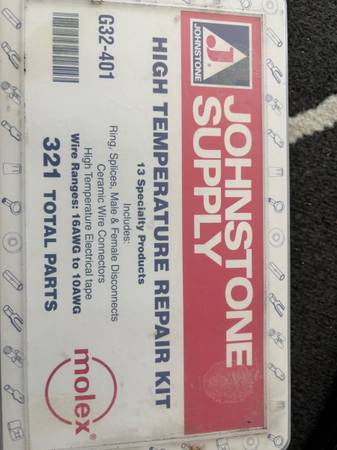 JOHNSTONE
JOHNSTONE
SUPPLY
G32-401
HIGH TEMPERATURE REPAIR KIT
13 Specialty Products
Includes:
Ring, Splices, Male & Female Disconnects
Ceramic Wire Connectors
High Temperature Electrical tape
Wire Ranges: 16AWG to 10AWG
321 TOTAL PARTS
molex®